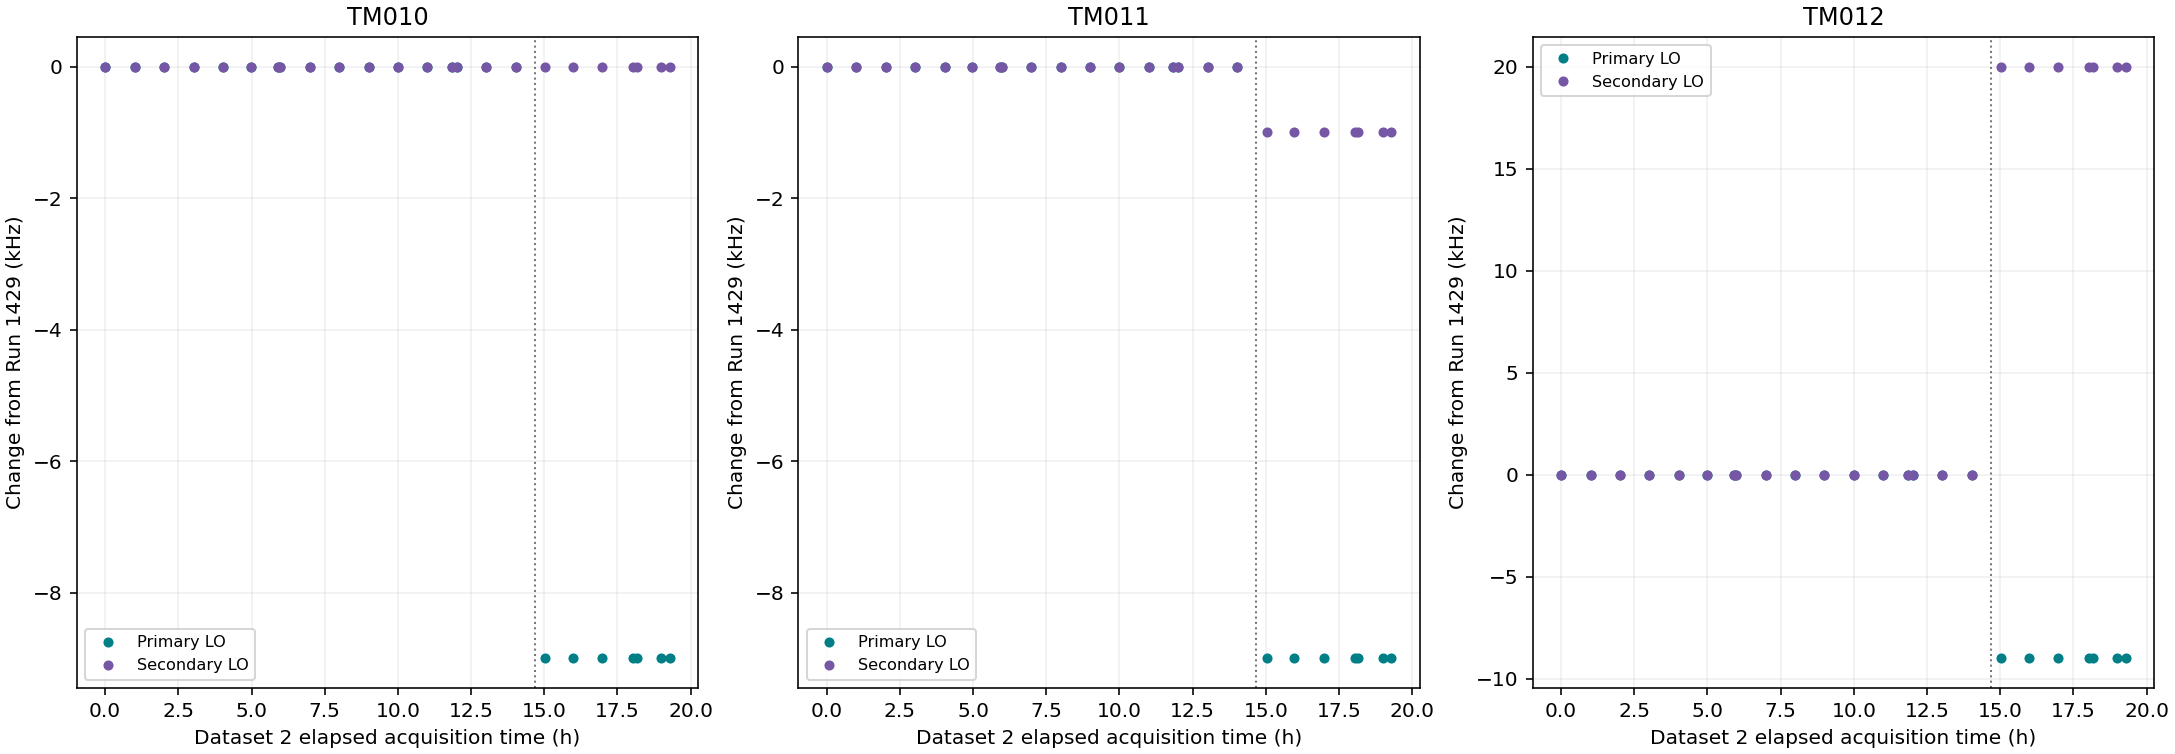 TM010
Change from Run 1429 (kHz)
0
−2
−4
−6
−8
Primary LO
Secondary LO
0.0 2.5 5.0 7.5 10.0 12.5 15.0 17.5 20.0
Dataset 2 elapsed acquisition time (h)
TM011
Change from Run 1429 (kHz)
0
−2
−4
−6
−8
Primary LO
Secondary LO
0.0 2.5 5.0 7.5 10.0 12.5 15.0 17.5 20.0
Dataset 2 elapsed acquisition time (h)
TM012
Change from Run 1429 (kHz)
Primary LO
Secondary LO
20
15
10
5
0
−5
−10
0.0 2.5 5.0 7.5 10.0 12.5 15.0 17.5 20.0
Dataset 2 elapsed acquisition time (h)